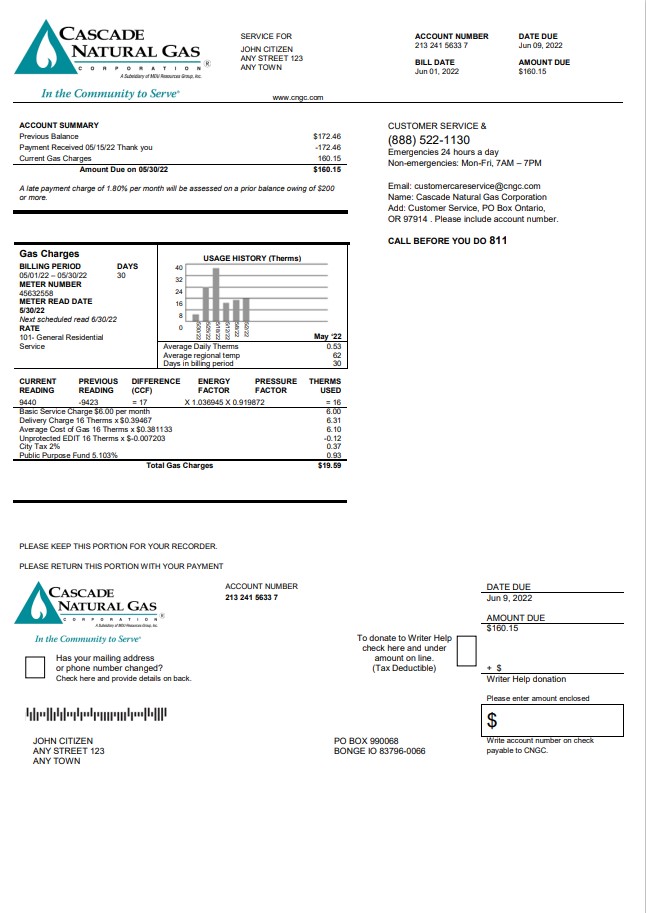 CASCADE
NATURAL GAS
CORPORATION
A Subsidiary of MDU Resources Group, Inc.
In the Community to Serve®
SERVICE FOR
JOHN CITIZEN
ANY STREET 123
ANY TOWN
www.cngc.com
ACCOUNT NUMBER
213 241 5633 7
DATE DUE
Jun 09, 2022
BILL DATE
Jun 01, 2022
AMOUNT DUE
$160.15
ACCOUNT SUMMARY
Previous Balance $172.46
Payment Received 05/15/22 Thank you -172.46
Current Gas Charges 160.15
Amount Due on 05/30/22 $160.15
A late payment charge of 1.80% per month will be assessed on a prior balance owing of $200
or more.
CUSTOMER SERVICE &
(888) 522-1130
Emergencies 24 hours a day
Non-emergencies: Mon-Fri, 7AM – 7PM
Email: customercareservice@cngc.com
Name: Cascade Natural Gas Corporation
Add: Customer Service, PO Box Ontario,
OR 97914 . Please include account number.
CALL BEFORE YOU DO 811
Gas Charges
BILLING PERIOD DAYS
05/01/22 – 05/30/22 30
METER NUMBER
45632558
METER READ DATE
5/30/22
Next scheduled read 6/30/22
RATE
101- General Residential
Service
USAGE HISTORY (Therms)
40
32
24
16
8
0
May '22
Average Daily Therms 0.53
Average regional temp 62
Days in billing period 30
CURRENT PREVIOUS DIFFERENCE ENERGY PRESSURE THERMS
READING READING (CCF) FACTOR FACTOR USED
9440 -9423 = 17 X 1.036945 X 0.919872 = 16
Basic Service Charge $6.00 per month 6.00
Delivery Charge 16 Therms x $0.39467 6.31
Average Cost of Gas 16 Therms x $0.381133 6.10
Unprotected EDIT 16 Therms x $-0.007203 -0.12
City Tax 2% 0.37
Public Purpose Fund 5.103% 0.93
Total Gas Charges $19.59
PLEASE KEEP THIS PORTION FOR YOUR RECORDER.
PLEASE RETURN THIS PORTION WITH YOUR PAYMENT
CASCADE
NATURAL GAS
CORPORATION
A Subsidiary of MDU Resources Group, Inc.
In the Community to Serve®
ACCOUNT NUMBER
213 241 5633 7
DATE DUE
Jun 9, 2022
AMOUNT DUE
$160.15
Has your mailing address
or phone number changed?
Check here and provide details on back.
To donate to Writer Help
check here and under
amount on line.
(Tax Deductible)
+ $
Writer Help donation
Please enter amount enclosed
$
Write account number on check
payable to CNGC.
JOHN CITIZEN
ANY STREET 123
ANY TOWN
PO BOX 990068
BONGE IO 83796-0066